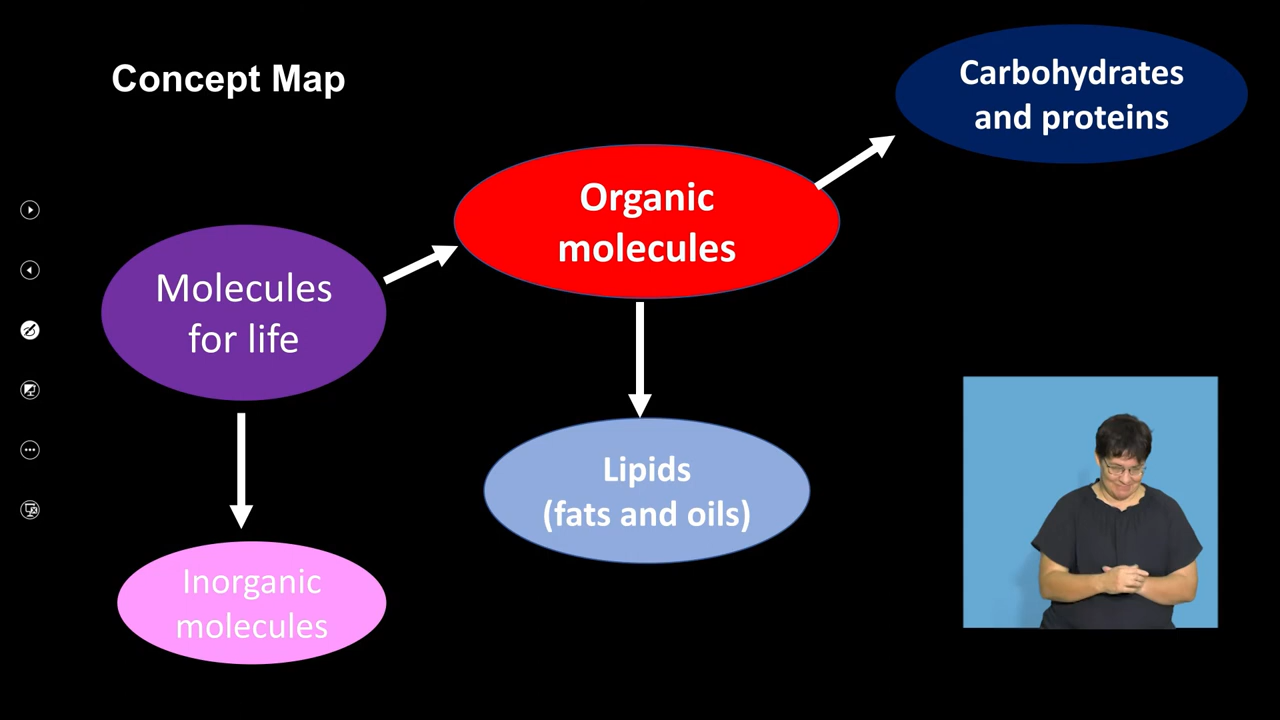 Concept Map
Carbohydrates
and proteins
Organic
molecules
Molecules
for life
Lipids
(fats and oils)
Inorganic
molecules